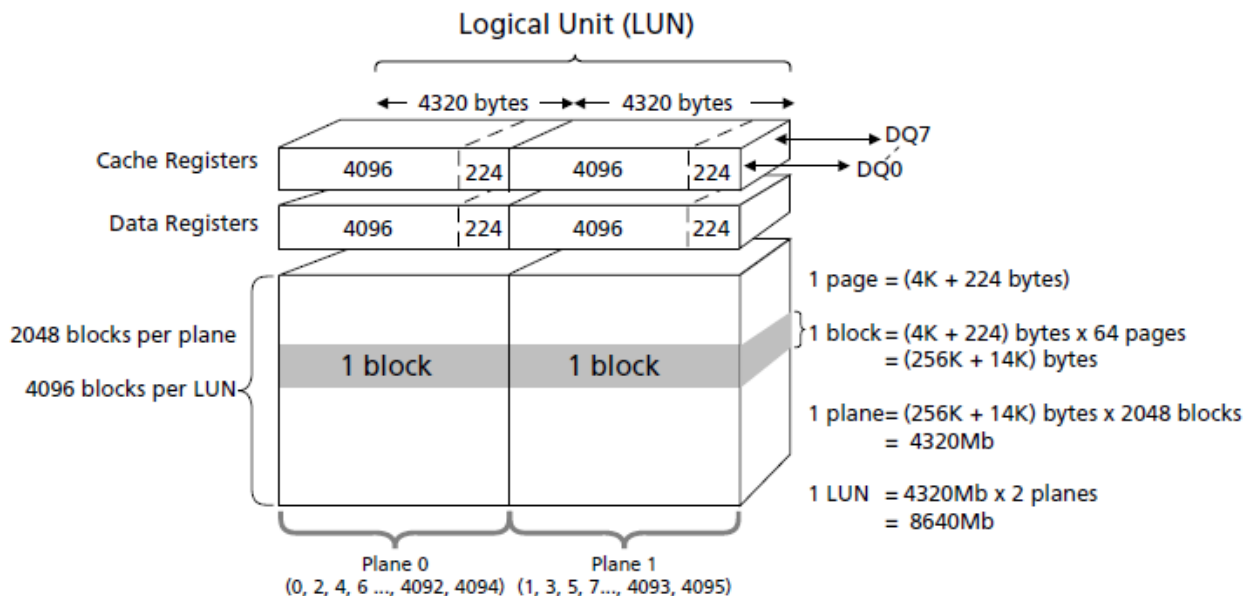 Logical Unit (LUN)
4320 bytes 4320 bytes
Cache Registers 4096 224 4096 224 DQ7
DQ0
Data Registers 4096 224 4096 224
1 page = (4K + 224 bytes)
2048 blocks per plane
1 block 1 block 1 block = (4K + 224) bytes x 64 pages
= (256K + 14K) bytes
4096 blocks per LUN
1 plane= (256K + 14K) bytes x 2048 blocks
= 4320Mb
1 LUN = 4320Mb x 2 planes
= 8640Mb
Plane 0 Plane 1
(0, 2, 4, 6 ..., 4092, 4094) (1, 3, 5, 7..., 4093, 4095)